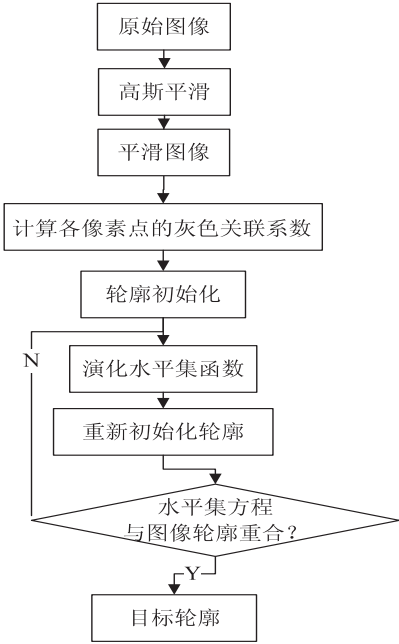 原始图像
高斯平滑
平滑图像
计算各像素点的灰色关联系数
轮廓初始化
N
演化水平集函数
重新初始化轮廓
水平集方程
与图像轮廓重合？
Y
目标轮廓